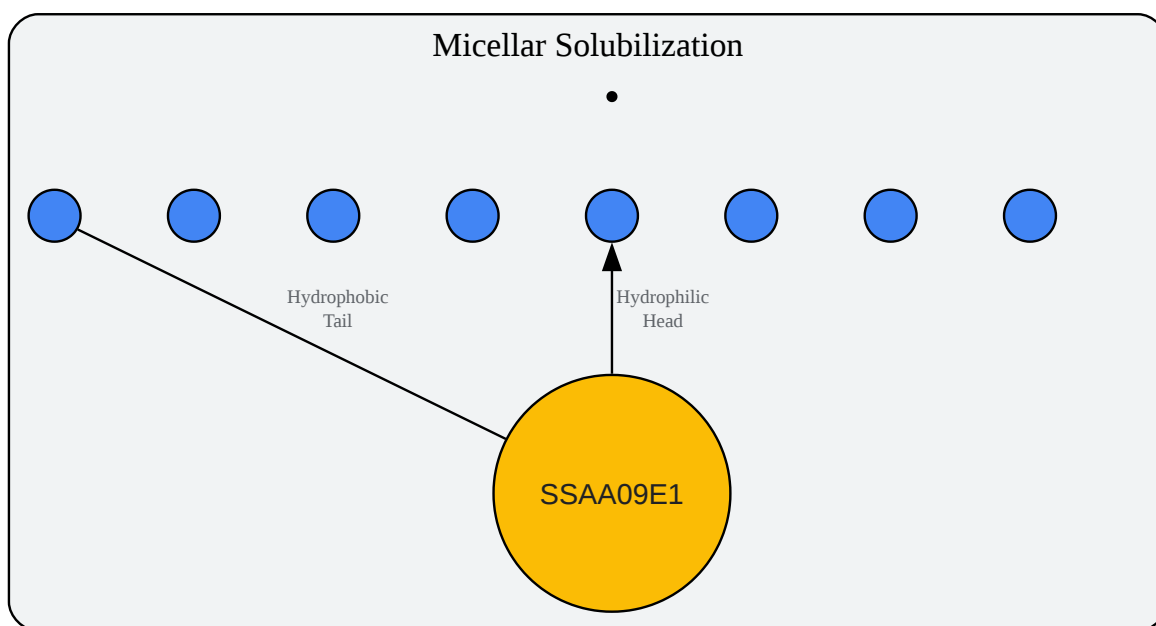 Micellar Solubilization
Hydrophobic
Tail
Hydrophilic
Head
SSAA09E1